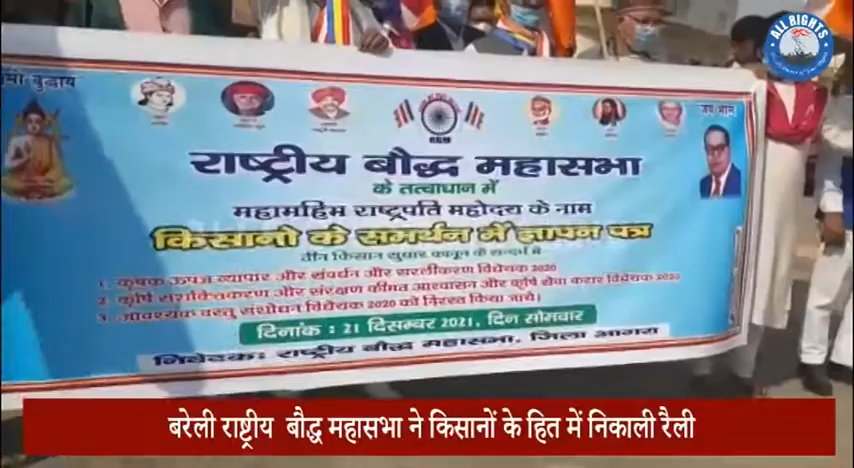 ALL RIGHTS
नमो बुद्धाय
जय भीम
राष्ट्रीय बौद्ध महासभा
के तत्वाधान में
महामहिम राष्ट्रपति महोदय के नाम
किसानो के समर्थन में ज्ञापन पत्र
तीन किसान सुधार कानून के सन्दर्भ में
1. कृषक उपज व्यापार और संवर्धन और सरलीकरण विधेयक 2020
2. कृषि सशक्तिकरण और संरक्षण कीमत आश्वासन और कृषि सेवा करार विधेयक 2020
3. आवश्यक वस्तु संशोधन विधेयक 2020 को निरस्त किया जाये।
दिनांक : 21 दिसम्बर 2021, दिन सोमवार
निवेदक:- राष्ट्रीय बौद्ध महासभा, जिला आगरा
बरेली राष्ट्रीय बौद्ध महासभा ने किसानों के हित में निकाली रैली